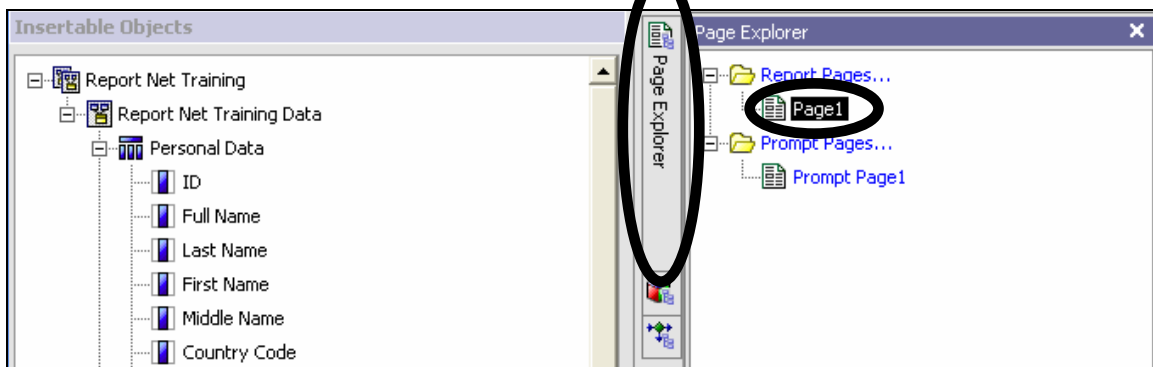 Insertable Objects
Report Net Training
Report Net Training Data
Personal Data
ID
Full Name
Last Name
First Name
Middle Name
Country Code
Page Explorer
Page Explorer
Report Pages...
Page1
Prompt Pages...
Prompt Page1